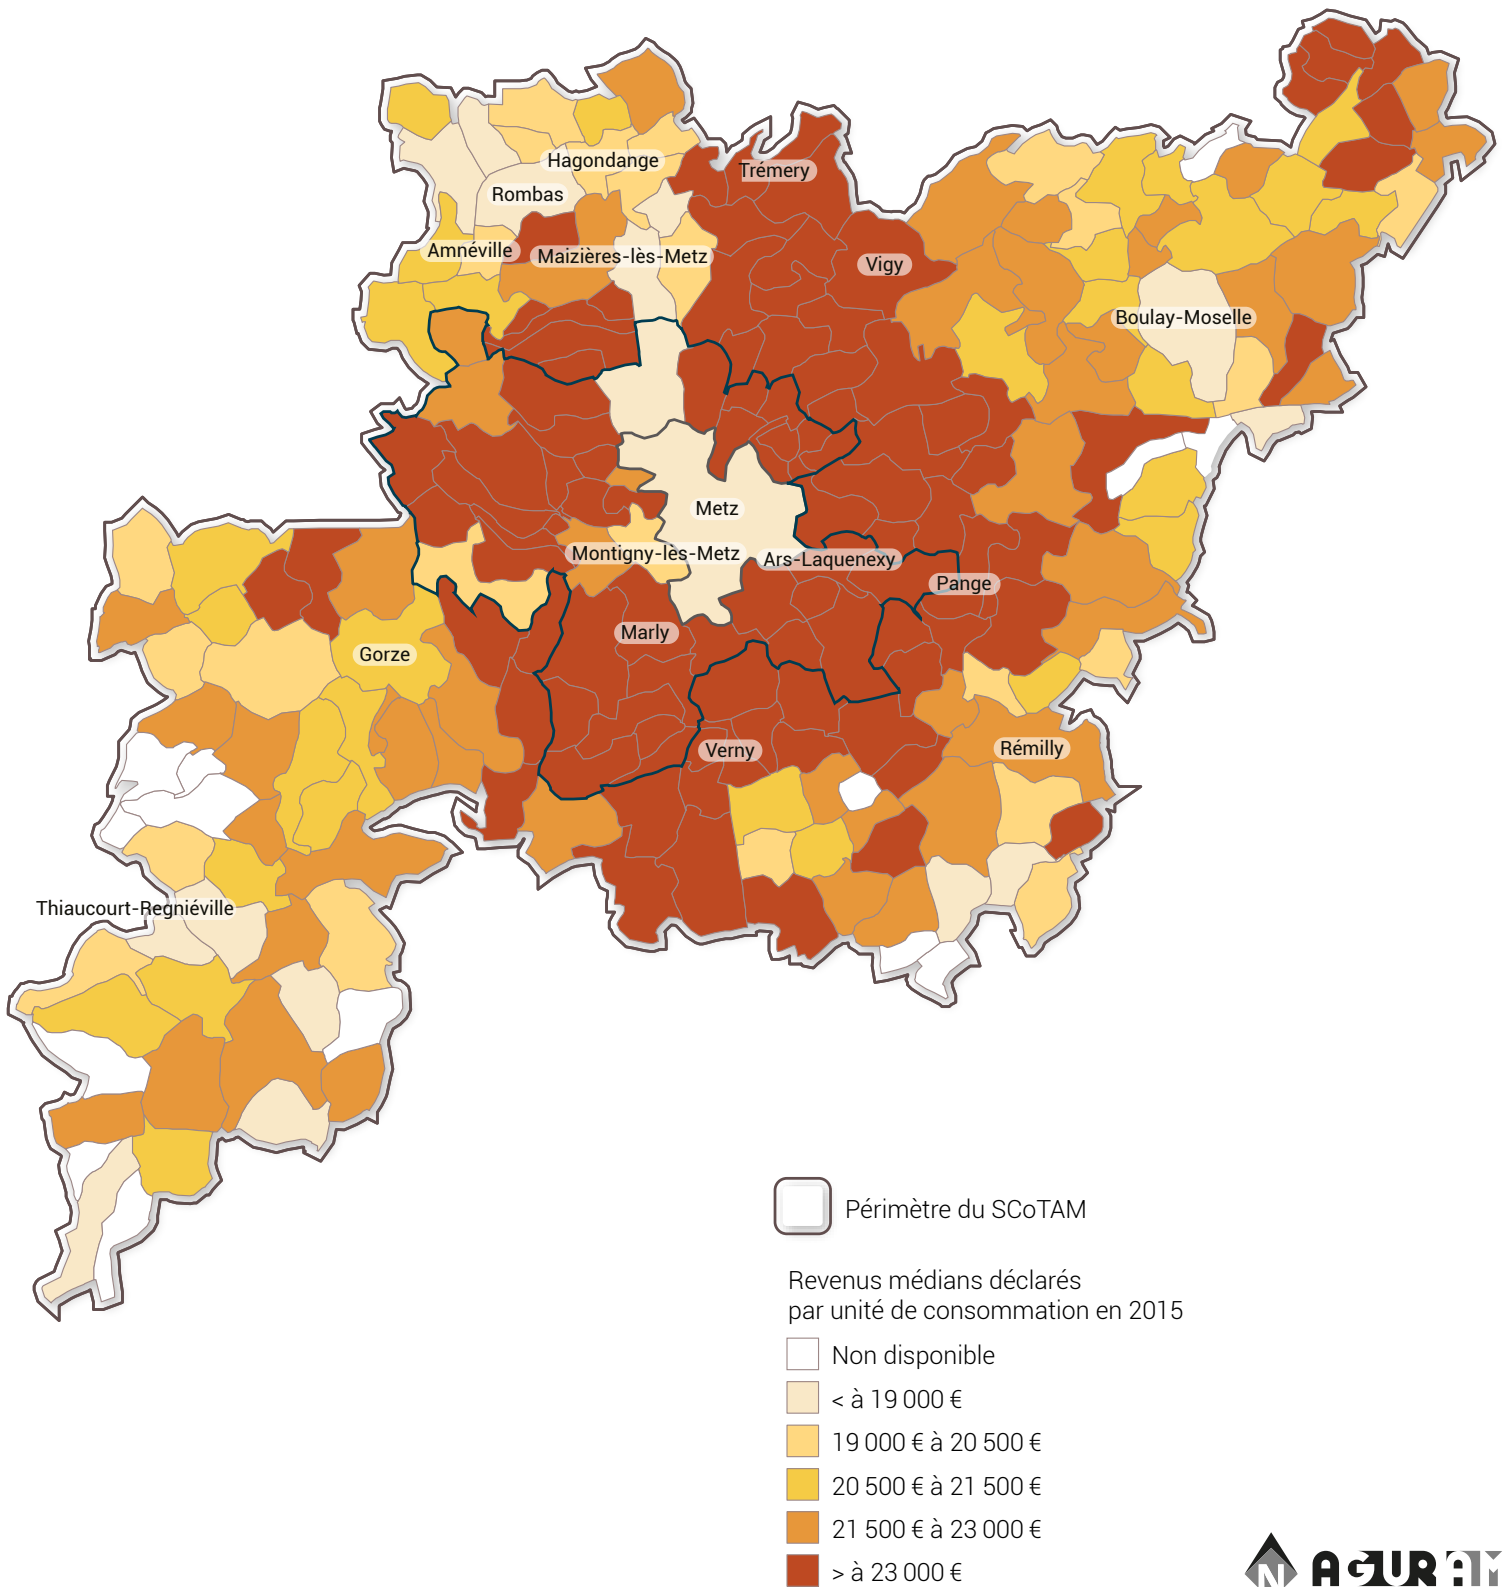 Hagondange
Trémery
Rombas
Amnéville
Maizières-lès-Metz
Vigy
Boulay-Moselle
Metz
Montigny-lès-Metz
Ars-Laquenexy
Pange
Marly
Gorze
Verny
Rémilly
Thiaucourt-Regniéville
Périmètre du SCoTAM
Revenus médians déclarés
par unité de consommation en 2015
Non disponible
< à 19 000 €
19 000 € à 20 500 €
20 500 € à 21 500 €
21 500 € à 23 000 €
> à 23 000 €
N AGURAM